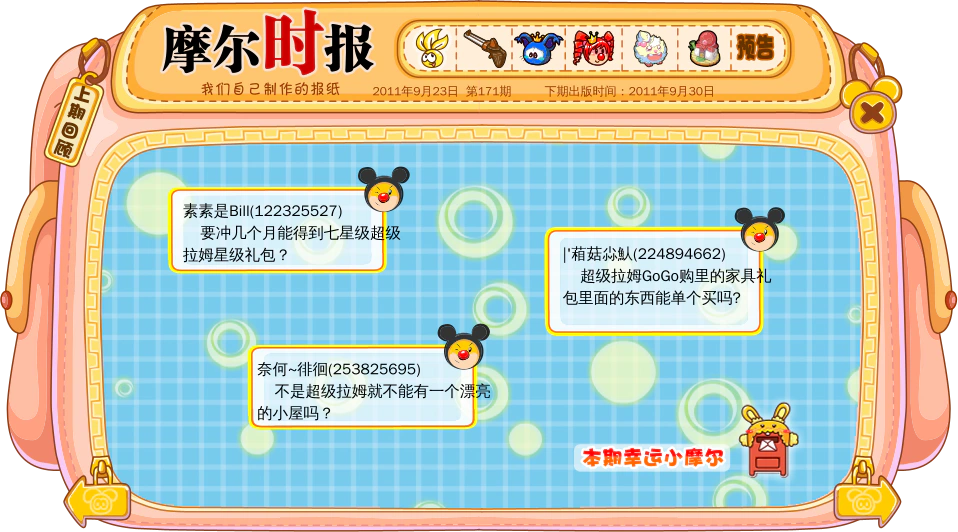 摩尔时报
预告
我们自己制作的报纸
2011年9月23日 第171期
下期出版时间：2011年9月30日
上期回顾
素素是Bill(122325527)
要冲几个月能得到七星级超级
拉姆星级礼包？
|'葙菇尛魜(224894662)
超级拉姆GoGo购里的家具礼
包里面的东西能单个买吗?
奈何~徘徊(253825695)
不是超级拉姆就不能有一个漂亮
的小屋吗？
本期幸运小摩尔